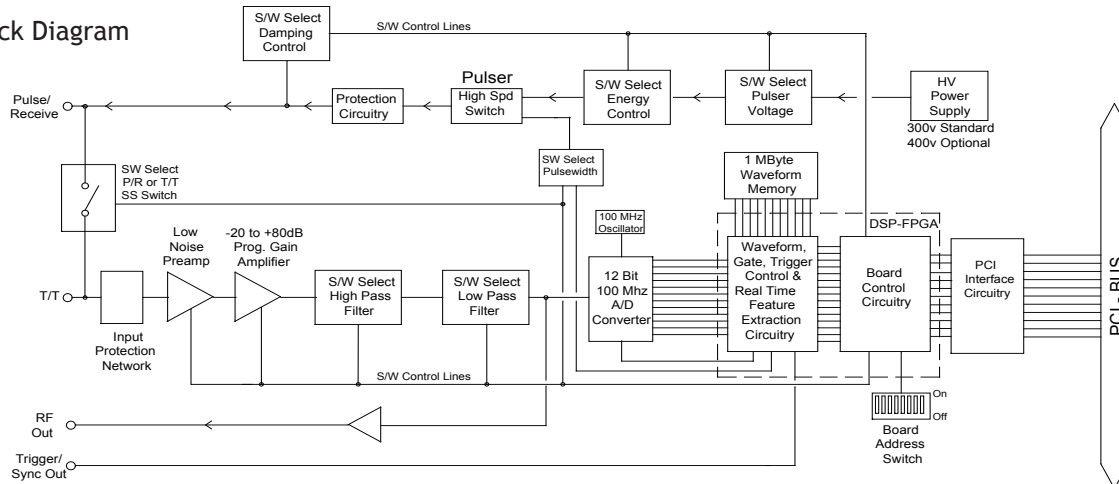 ck Diagram
S/W Select
Damping
Control
S/W Control Lines
Pulse/
Receive
Protection
Circuitry
Pulser
High Spd
Switch
S/W Select
Energy
Control
S/W Select
Pulser
Voltage
HV
Power
Supply
300v Standard
400v Optional
SW Select
P/R or T/T
SS Switch
SW Select
Pulsewidth
1 MByte
Waveform
Memory
DSP-FPGA
100 MHz
Oscillator
Low
Noise
Preamp
-20 to +80dB
Prog. Gain
Amplifier
T/T
Input
Protection
Network
S/W Select
High Pass
Filter
S/W Select
Low Pass
Filter
12 Bit
100 Mhz
A/D
Converter
Waveform,
Gate, Trigger
Control &
Real Time
Feature
Extraction
Circuitry
Board
Control
Circuitry
PCI
Interface
Circuitry
PCI - BUS
S/W Control Lines
On
Off
Board
Address
Switch
RF
Out
Trigger/
Sync Out